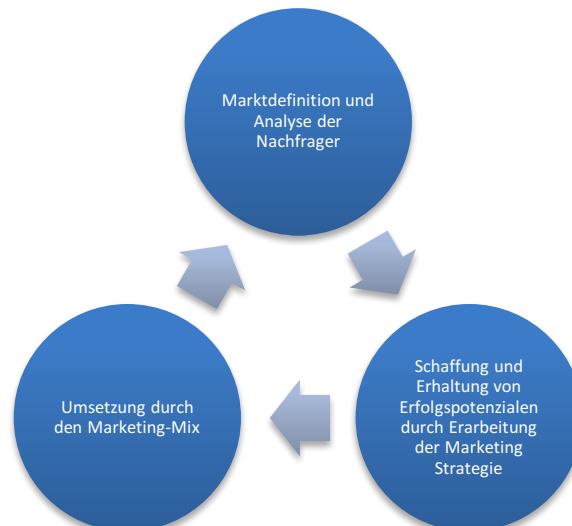 Marktdefinition und
Analyse der
Nachfrager
Schaffung und
Erhaltung von
Erfolgspotenzialen
durch Erarbeitung
der Marketing
Strategie
Umsetzung durch
den Marketing-Mix